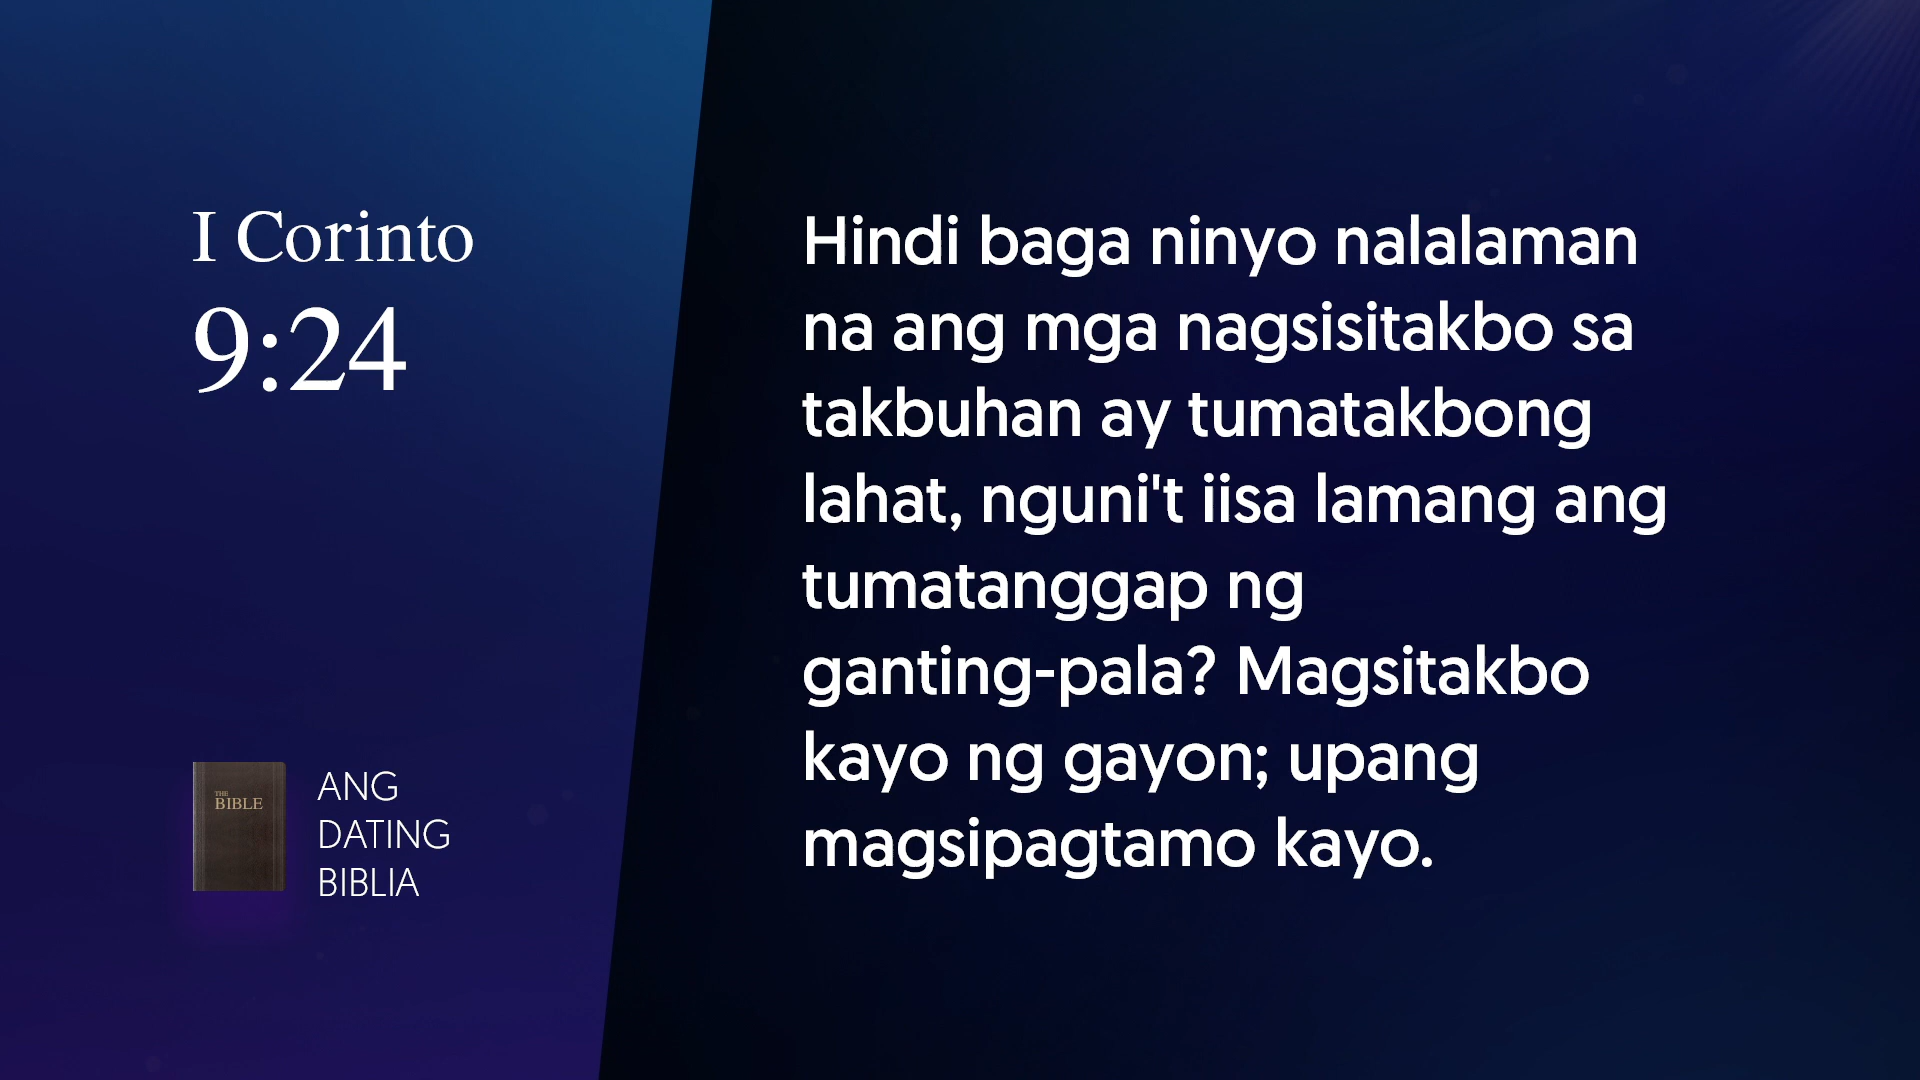 I Corinto
9:24
Hindi baga ninyo nalalaman
na ang mga nagsisitakbo sa
takbuhan ay tumatakbong
lahat, nguni't iisa lamang ang
tumatanggap ng
ganting-pala? Magsitakbo
kayo ng gayon; upang
magsipagtamo kayo.
THE
BIBLE
ANG
DATING
BIBLIA